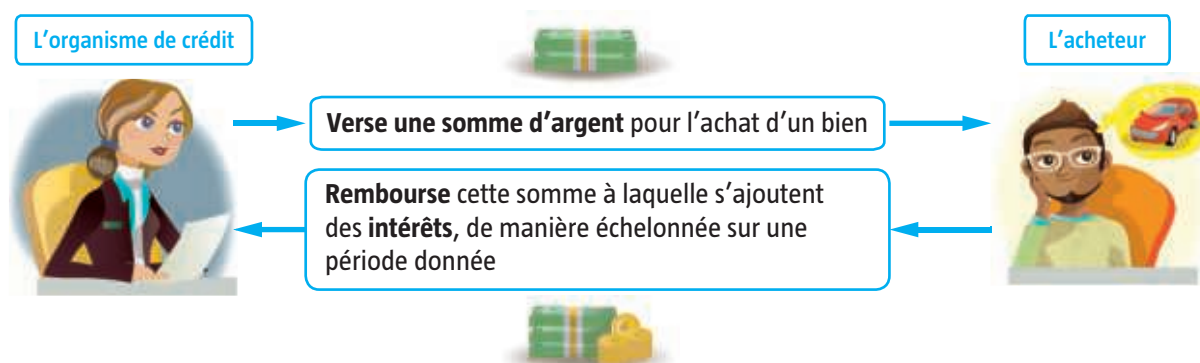 L'organisme de crédit
L'acheteur
Verse une somme d'argent pour l'achat d'un bien
Rembourse cette somme à laquelle s'ajoutent
des intérêts, de manière échelonnée sur une
période donnée